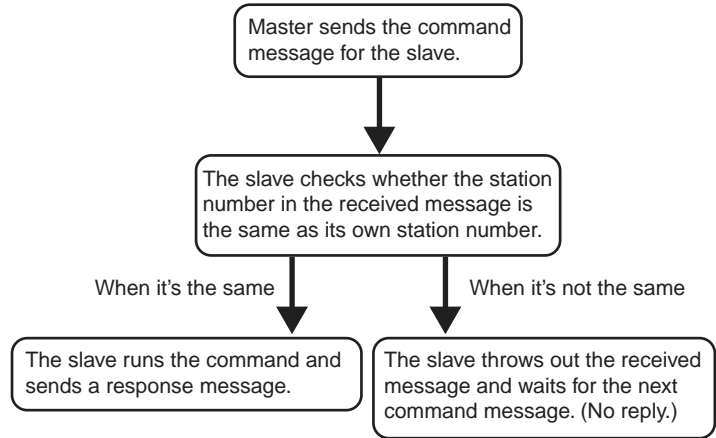 Master sends the command
message for the slave.
The slave checks whether the station
number in the received message is
the same as its own station number.
When it's the same
When it's not the same
The slave runs the command and
sends a response message.
The slave throws out the received
message and waits for the next
command message. (No reply.)